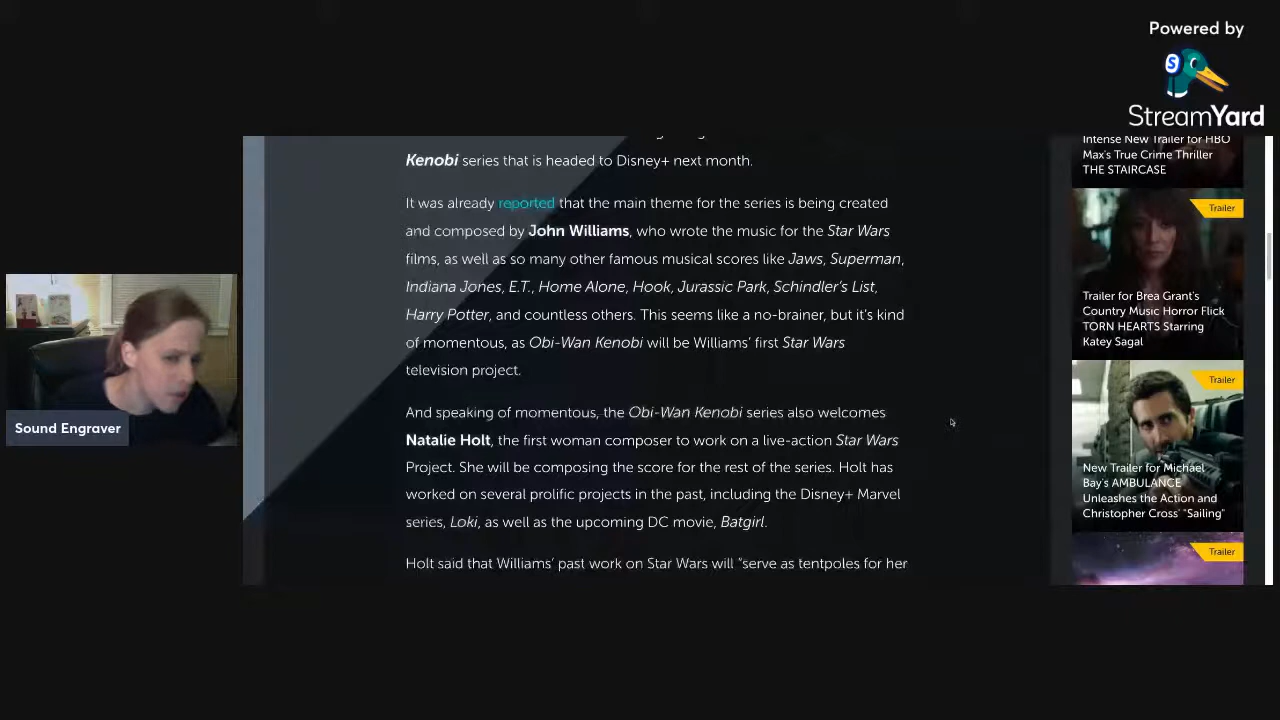 Powered by
S
StreamYard
Kenobi series that is headed to Disney+ next month.
It was already reported that the main theme for the series is being created
and composed by John Williams, who wrote the music for the Star Wars
films, as well as so many other famous musical scores like Jaws, Superman,
Indiana Jones, E.T., Home Alone, Hook, Jurassic Park, Schindler's List,
Harry Potter, and countless others. This seems like a no-brainer, but it's kind
of momentous, as Obi-Wan Kenobi will be Williams' first Star Wars
television project.
And speaking of momentous, the Obi-Wan Kenobi series also welcomes
Natalie Holt, the first woman composer to work on a live-action Star Wars
Project. She will be composing the score for the rest of the series. Holt has
worked on several prolific projects in the past, including the Disney+ Marvel
series, Loki, as well as the upcoming DC movie, Batgirl.
Holt said that Williams' past work on Star Wars will "serve as tentpoles for her
Intense New Trailer for HBO
Max's True Crime Thriller
THE STAIRCASE
Trailer
Trailer for Brea Grant's
Country Music Horror Flick
TORN HEARTS Starring
Katey Sagal
Trailer
New Trailer for Michael
Bay's AMBULANCE
Unleashes the Action and
Christopher Cross' "Sailing"
Trailer
Sound Engraver